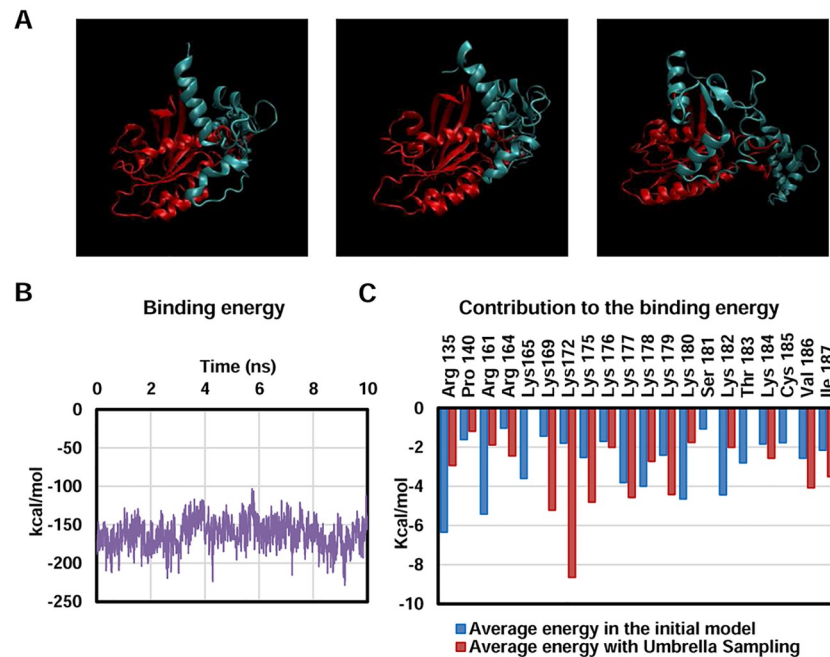 A
B
Binding energy
Time (ns)
0 2 4 6 8 10
0
-50
-100
-150
-200
-250
kcal/mol
C
Contribution to the binding energy
Arg 135
Pro 140
Arg 161
Arg 164
Lys165
Lys169
Lys172
Lys 175
Lys 176
Lys 177
Lys 178
Lys 179
Lys 180
Ser 181
Lys 182
Thr 183
Lys 184
Cys 185
Val 186
Ile 187
0
-2
-4
-6
-8
-10
Kcal/mol
Average energy in the initial model
Average energy with Umbrella Sampling